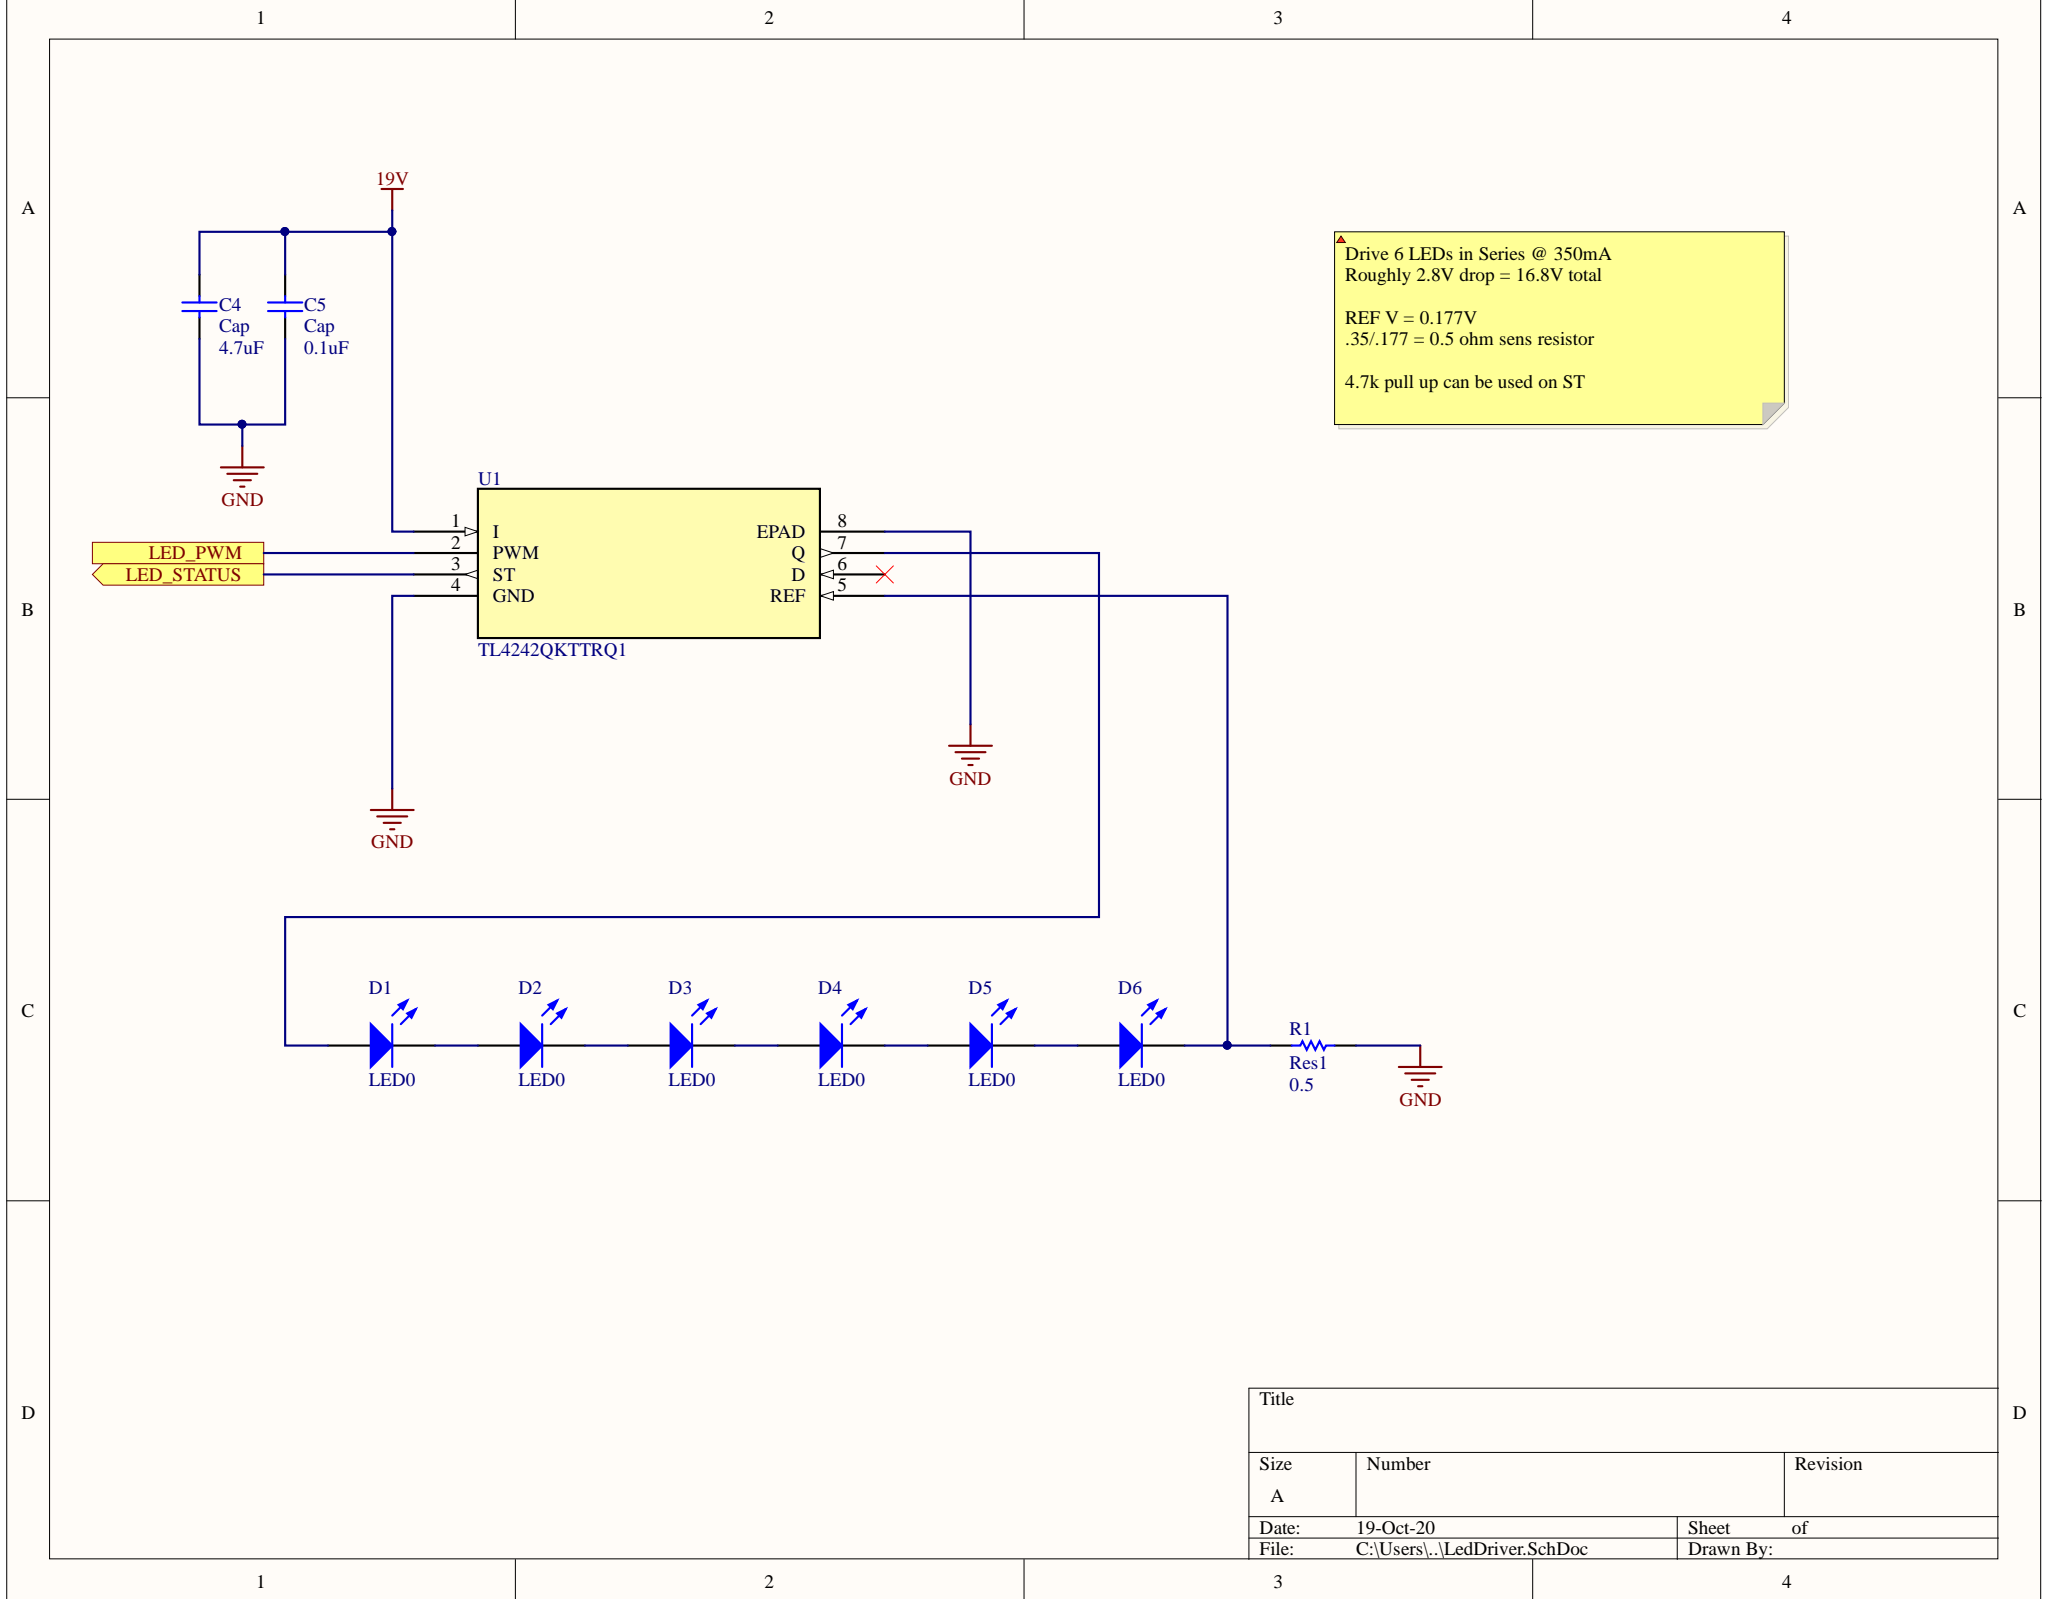 1 2 3 4
A A
19V
Drive 6 LEDs in Series @ 350mA
Roughly 2.8V drop = 16.8V total
REF V = 0.177V
.35/.177 = 0.5 ohm sens resistor
4.7k pull up can be used on ST
C4
Cap
4.7uF
C5
Cap
0.1uF
GND
U1
1 I
2 PWM
3 ST
4 GND
EPAD 8
Q 7
D 6
REF 5
LED_PWM
LED_STATUS
TL4242QKTTRQ1
B B
GND
GND
C C
D1 D2 D3 D4 D5 D6
LED0 LED0 LED0 LED0 LED0 LED0
R1
Res1
0.5
GND
D D
Title
Size Number Revision
A
Date: 19-Oct-20 Sheet of
File: C:\Users\..\LedDriver.SchDoc Drawn By:
1 2 3 4